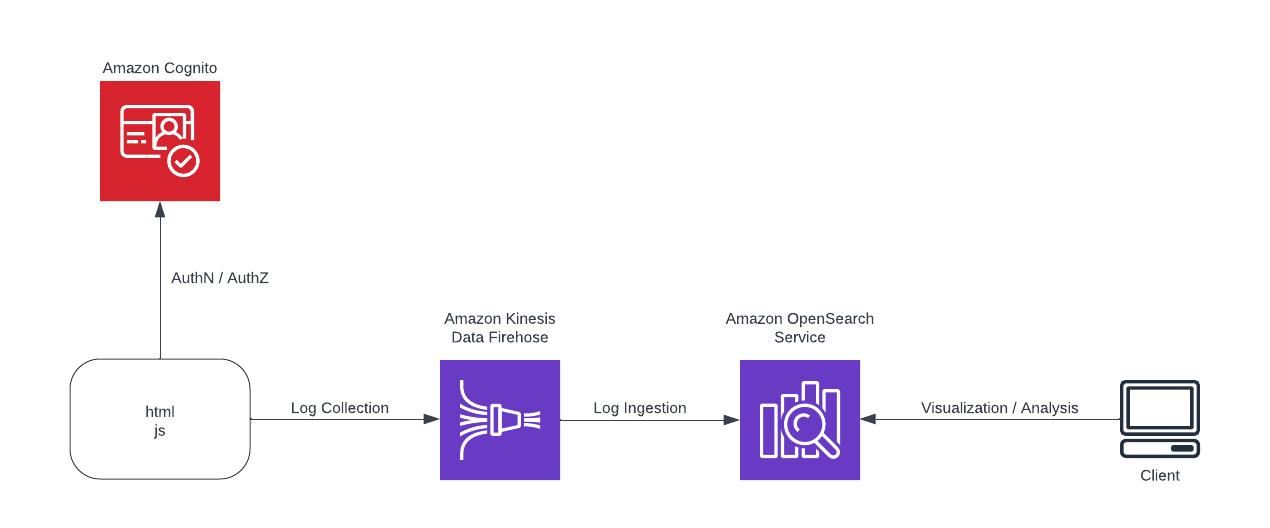 Amazon Cognito
AuthN / AuthZ
html
js
Log Collection
Amazon Kinesis
Data Firehose
Log Ingestion
Amazon OpenSearch
Service
Visualization / Analysis
Client